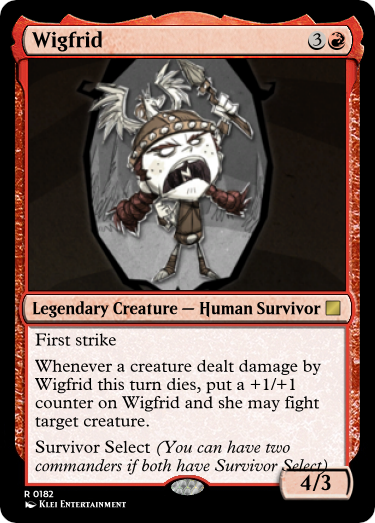 Wigfrid 3
Legendary Creature — Human Survivor
First strike
Whenever a creature dealt damage by
Wigfrid this turn dies, put a +1/+1
counter on Wigfrid and she may fight
target creature.
Survivor Select (You can have two
commanders if both have Survivor Select)
4/3
R 0182
Klei Entertainment